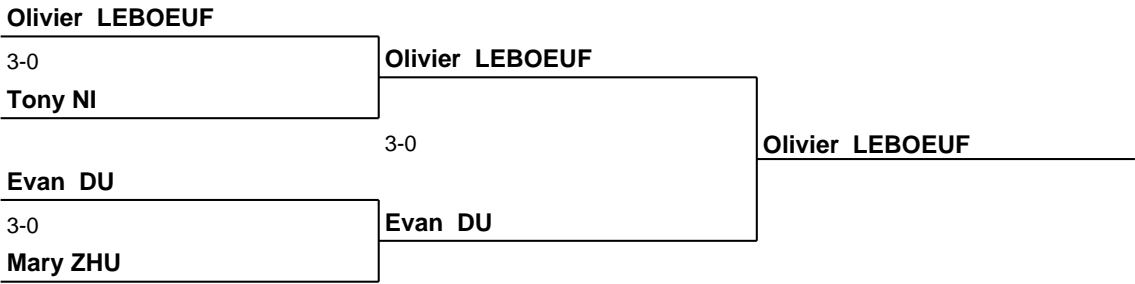 Olivier LEBOEUF
3-0
Olivier LEBOEUF
Tony NI
3-0
Olivier LEBOEUF
Evan DU
3-0
Evan DU
Mary ZHU